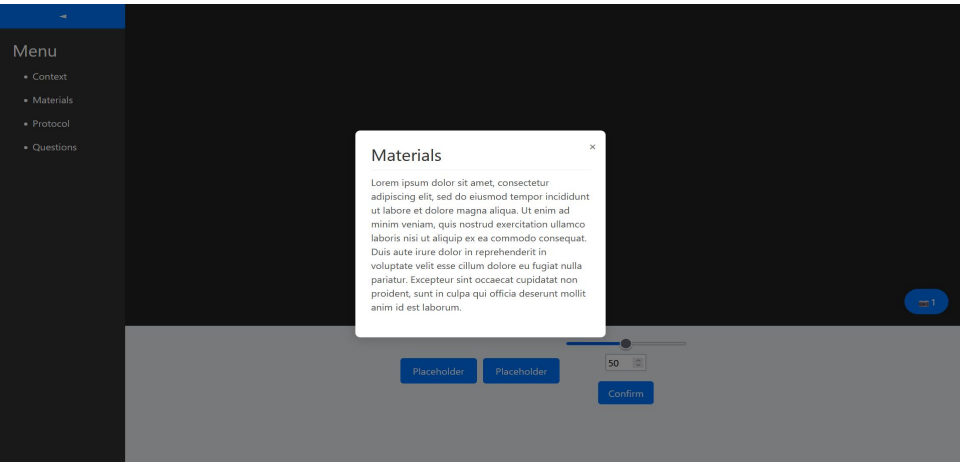 Menu
Context
Materials
Protocol
Questions
Materials
×
Lorem ipsum dolor sit amet, consectetur
adipiscing elit, sed do eiusmod tempor incididunt
ut labore et dolore magna aliqua. Ut enim ad
minim veniam, quis nostrud exercitation ullamco
laboris nisi ut aliquip ex ea commodo consequat.
Duis aute irure dolor in reprehenderit in
voluptate velit esse cillum dolore eu fugiat nulla
pariatur. Excepteur sint occaecat cupidatat non
proident, sunt in culpa qui officia deserunt mollit
anim id est laborum.
1
Placeholder
Placeholder
50
Confirm